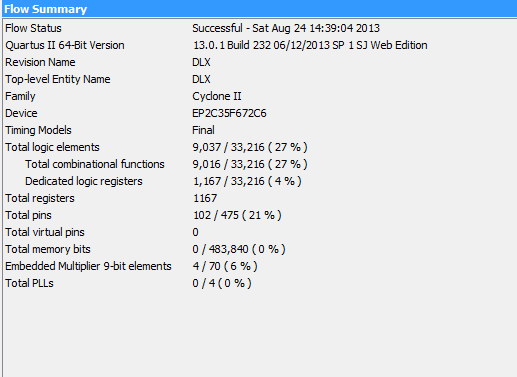 Flow Summary
Flow Status Successful - Sat Aug 24 14:39:04 2013
Quartus II 64-Bit Version 13.0.1 Build 232 06/12/2013 SP 1 SJ Web Edition
Revision Name DLX
Top-level Entity Name DLX
Family Cyclone II
Device EP2C35F672C6
Timing Models Final
Total logic elements 9,037 / 33,216 ( 27 % )
Total combinational functions 9,016 / 33,216 ( 27 % )
Dedicated logic registers 1,167 / 33,216 ( 4 % )
Total registers 1167
Total pins 102 / 475 ( 21 % )
Total virtual pins 0
Total memory bits 0 / 483,840 ( 0 % )
Embedded Multiplier 9-bit elements 4 / 70 ( 6 % )
Total PLLs 0 / 4 ( 0 % )